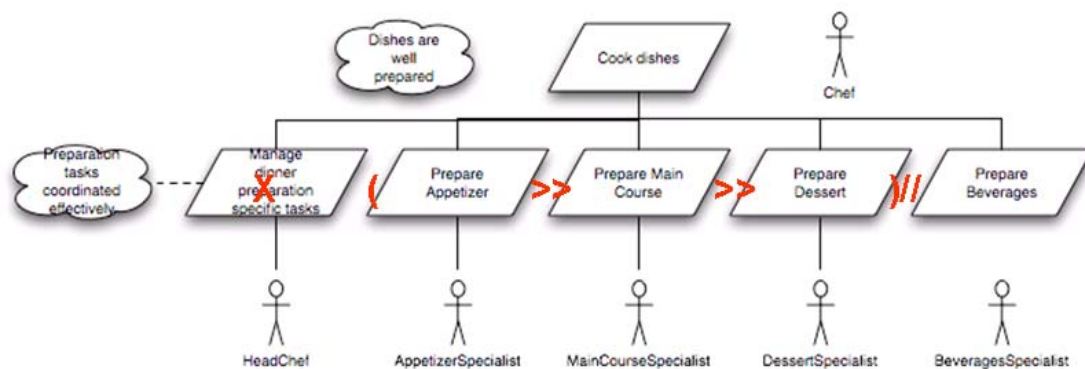 Dishes are
well
prepared
Cook dishes
Chef
Preparation
tasks
coordinated
effectively
Manage
dinner
preparation
specific tasks
X
(
Prepare
Appetizer
>>
Prepare Main
Course
>>
Prepare
Dessert
)//
Prepare
Beverages
HeadChef
AppetizerSpecialist
MainCourseSpecialist
DessertSpecialist
BeveragesSpecialist